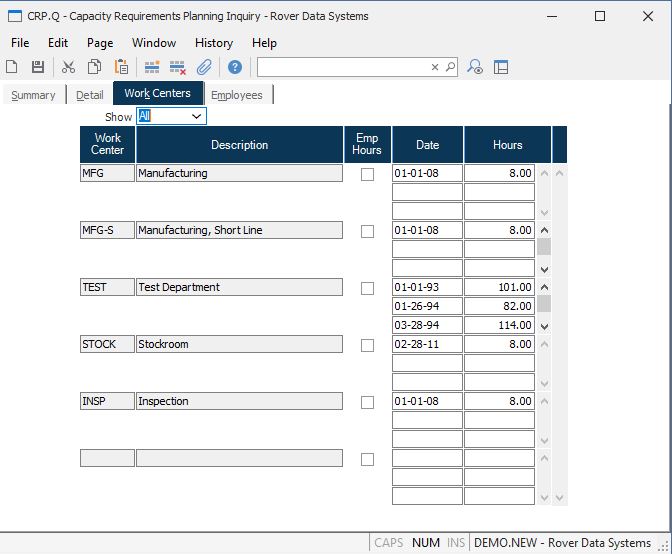 CRP.Q - Capacity Requirements Planning Inquiry - Rover Data Systems
File Edit Page Window History Help
Summary Detail Work Centers Employees
Show All
Work Center Description Emp Hours Date Hours
MFG Manufacturing 01-01-08 8.00
MFG-S Manufacturing, Short Line 01-01-08 8.00
TEST Test Department 01-01-93 101.00
01-26-94 82.00
03-28-94 114.00
STOCK Stockroom 02-28-11 8.00
INSP Inspection 01-01-08 8.00
CAPS NUM INS DEMO.NEW - Rover Data Systems